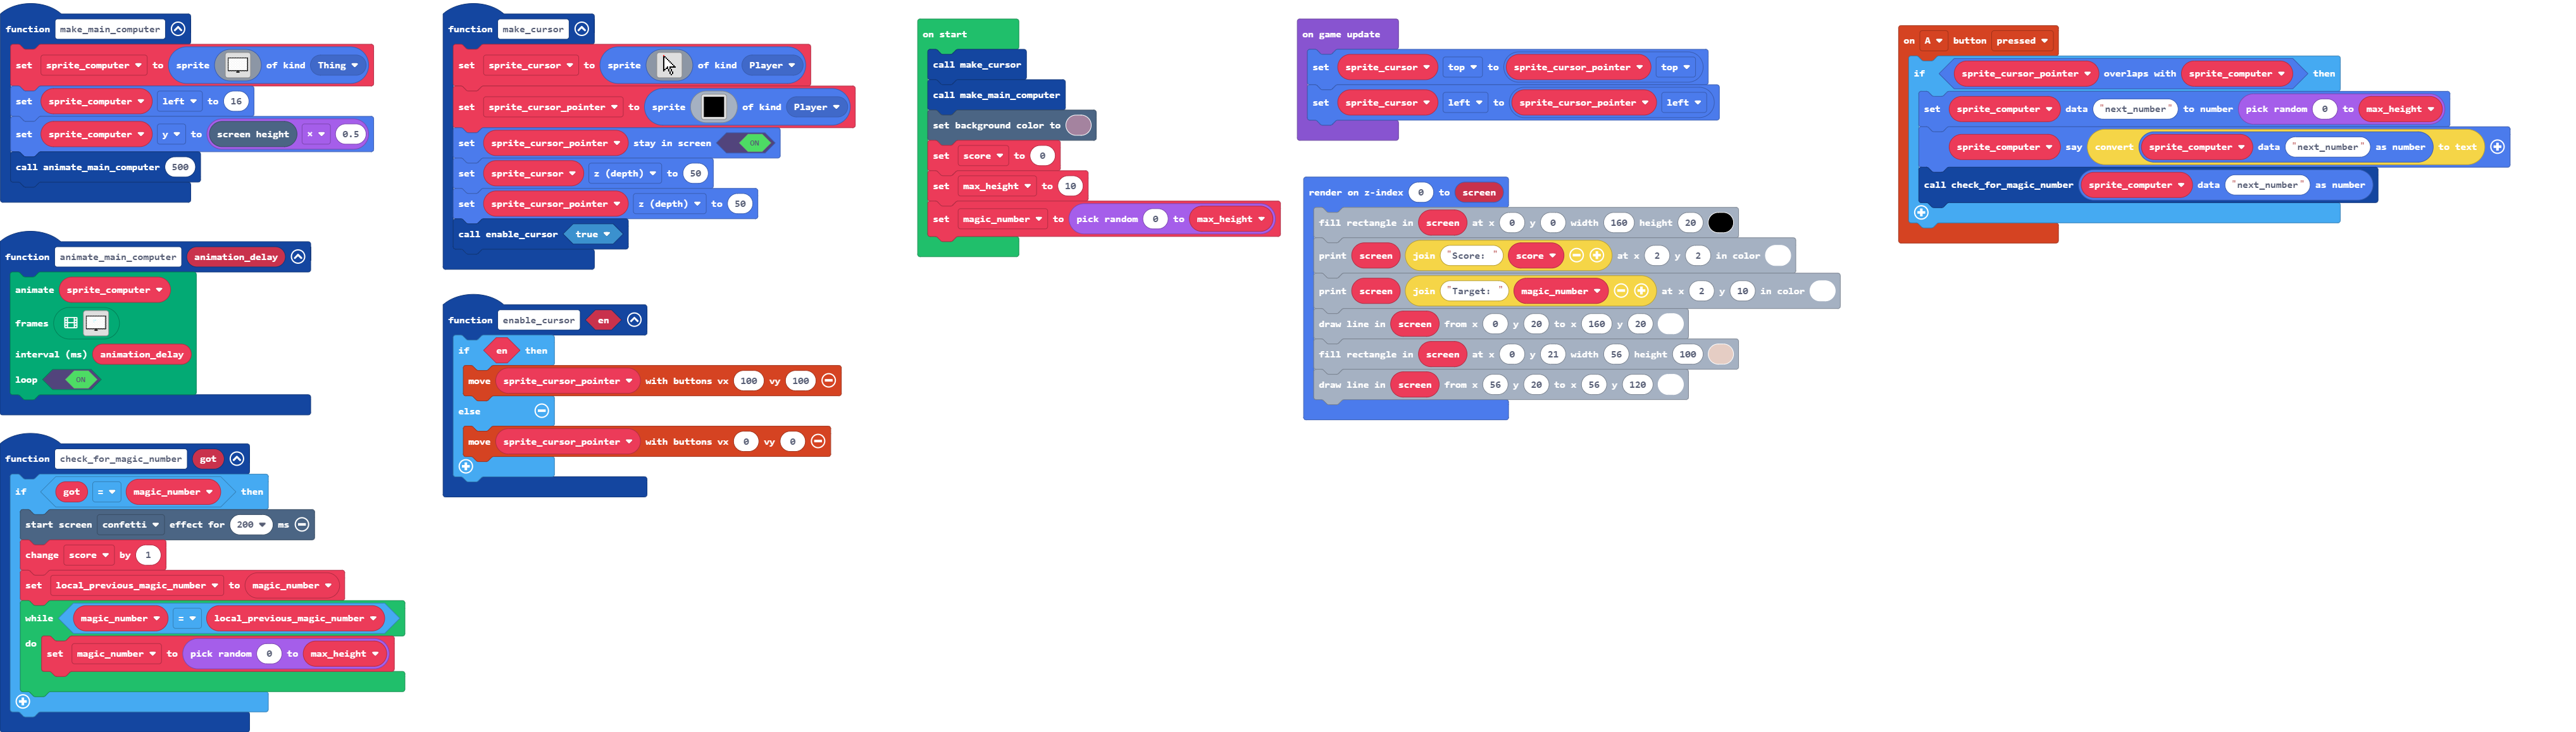 function make_main_computer
set sprite_computer to sprite of kind Thing
set sprite_computer left to 16
set sprite_computer y to screen height × 0.5
call animate_main_computer 500
function animate_main_computer animation_delay
animate sprite_computer
frames
interval (ms) animation_delay
loop ON
function check_for_magic_number got
if got = magic_number then
start screen confetti effect for 200 ms
change score by 1
set local_previous_magic_number to magic_number
while magic_number = local_previous_magic_number
do
set magic_number to pick random 0 to max_height
function make_cursor
set sprite_cursor to sprite of kind Player
set sprite_cursor_pointer to sprite of kind Player
set sprite_cursor_pointer stay in screen ON
set sprite_cursor z (depth) to 50
set sprite_cursor_pointer z (depth) to 50
call enable_cursor true
function enable_cursor en
if en then
move sprite_cursor_pointer with buttons vx 100 vy 100
else
move sprite_cursor_pointer with buttons vx 0 vy 0
on start
call make_cursor
call make_main_computer
set background color to
set score to 0
set max_height to 10
set magic_number to pick random 0 to max_height
on game update
set sprite_cursor top to sprite_cursor_pointer top
set sprite_cursor left to sprite_cursor_pointer left
render on z-index 0 to screen
fill rectangle in screen at x 0 y 0 width 160 height 20
print screen join "Score: " score at x 2 y 2 in color
print screen join "Target: " magic_number at x 2 y 10 in color
draw line in screen from x 0 y 20 to x 160 y 20
fill rectangle in screen at x 0 y 21 width 56 height 100
draw line in screen from x 56 y 20 to x 56 y 120
on A button pressed
if sprite_cursor_pointer overlaps with sprite_computer then
set sprite_computer data "next_number" to number pick random 0 to max_height
sprite_computer say convert sprite_computer data "next_number" as number to text
call check_for_magic_number sprite_computer data "next_number" as number